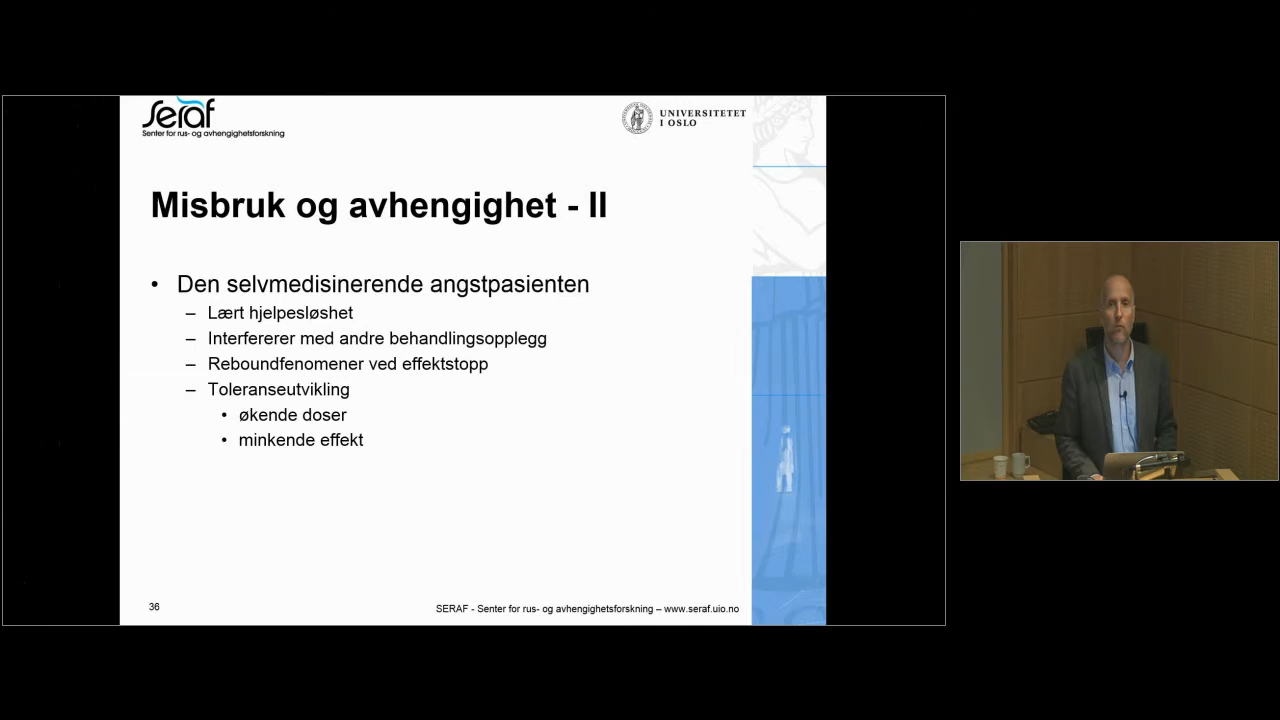 seraf
Senter for rus- og avhengighetsforskning
UNIVERSITETET
I OSLO
Misbruk og avhengighet - II
• Den selvmedisinerende angstpasienten
– Lært hjelpesløshet
– Interfererer med andre behandlingsopplegg
– Reboundfenomener ved effektstopp
– Toleranseutvikling
• økende doser
• minkende effekt
36
SERAF - Senter for rus- og avhengighetsforskning – www.seraf.uio.no